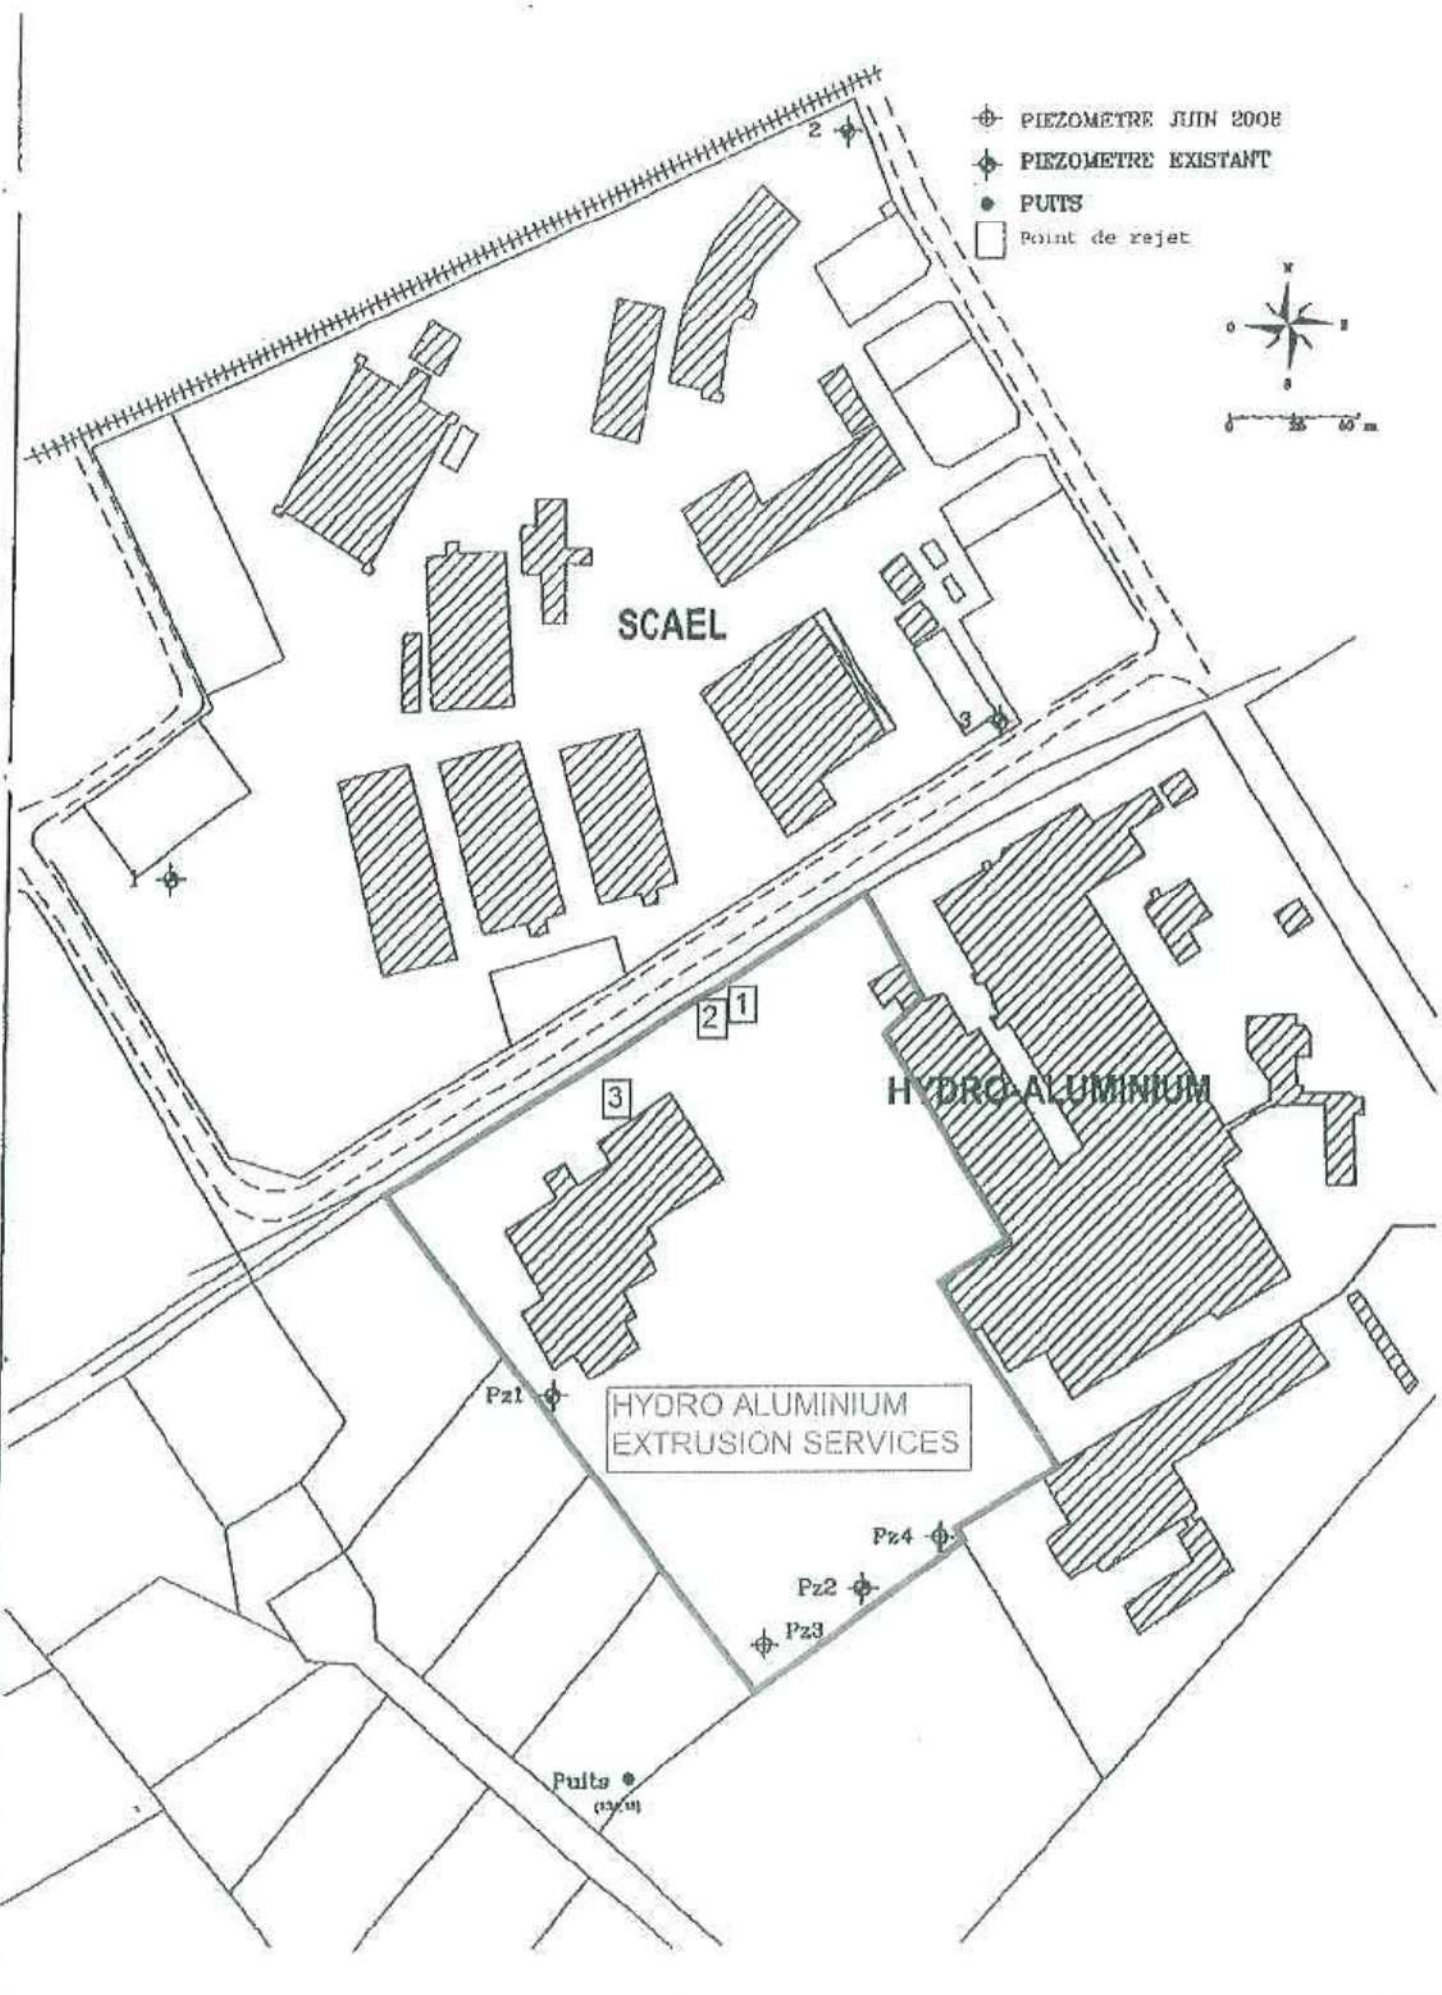 2
PIEZOMETRE JUIN 2008
PIEZOMETRE EXISTANT
PUITS
Point de rejet
N
O
E
S
0 25 50 m
SCAEL
3
1
1
2
3
HYDRO-ALUMINIUM
Pz1
HYDRO ALUMINIUM
EXTRUSION SERVICES
Pz4
Pz2
Pz3
Puits